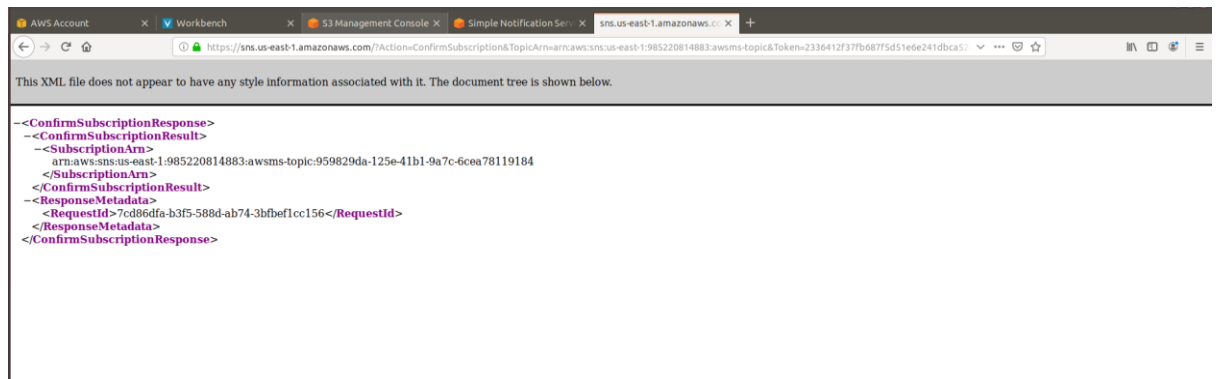 AWS Account
Workbench
S3 Management Console
Simple Notification Serv
sns.us-east-1.amazonaws.co
https://sns.us-east-1.amazonaws.com/?Action=ConfirmSubscription&TopicArn=arn:aws:sns:us-east-1:985220814883:awsms-topic&Token=2336412f37fb687f5d51e6e241dbca52
This XML file does not appear to have any style information associated with it. The document tree is shown below.
−<ConfirmSubscriptionResponse>
−<ConfirmSubscriptionResult>
−<SubscriptionArn>
arn:aws:sns:us-east-1:985220814883:awsms-topic:959829da-125e-41b1-9a7c-6cea78119184
</SubscriptionArn>
</ConfirmSubscriptionResult>
−<ResponseMetadata>
<RequestId>7cd86dfa-b3f5-588d-ab74-3bfbef1cc156</RequestId>
</ResponseMetadata>
</ConfirmSubscriptionResponse>